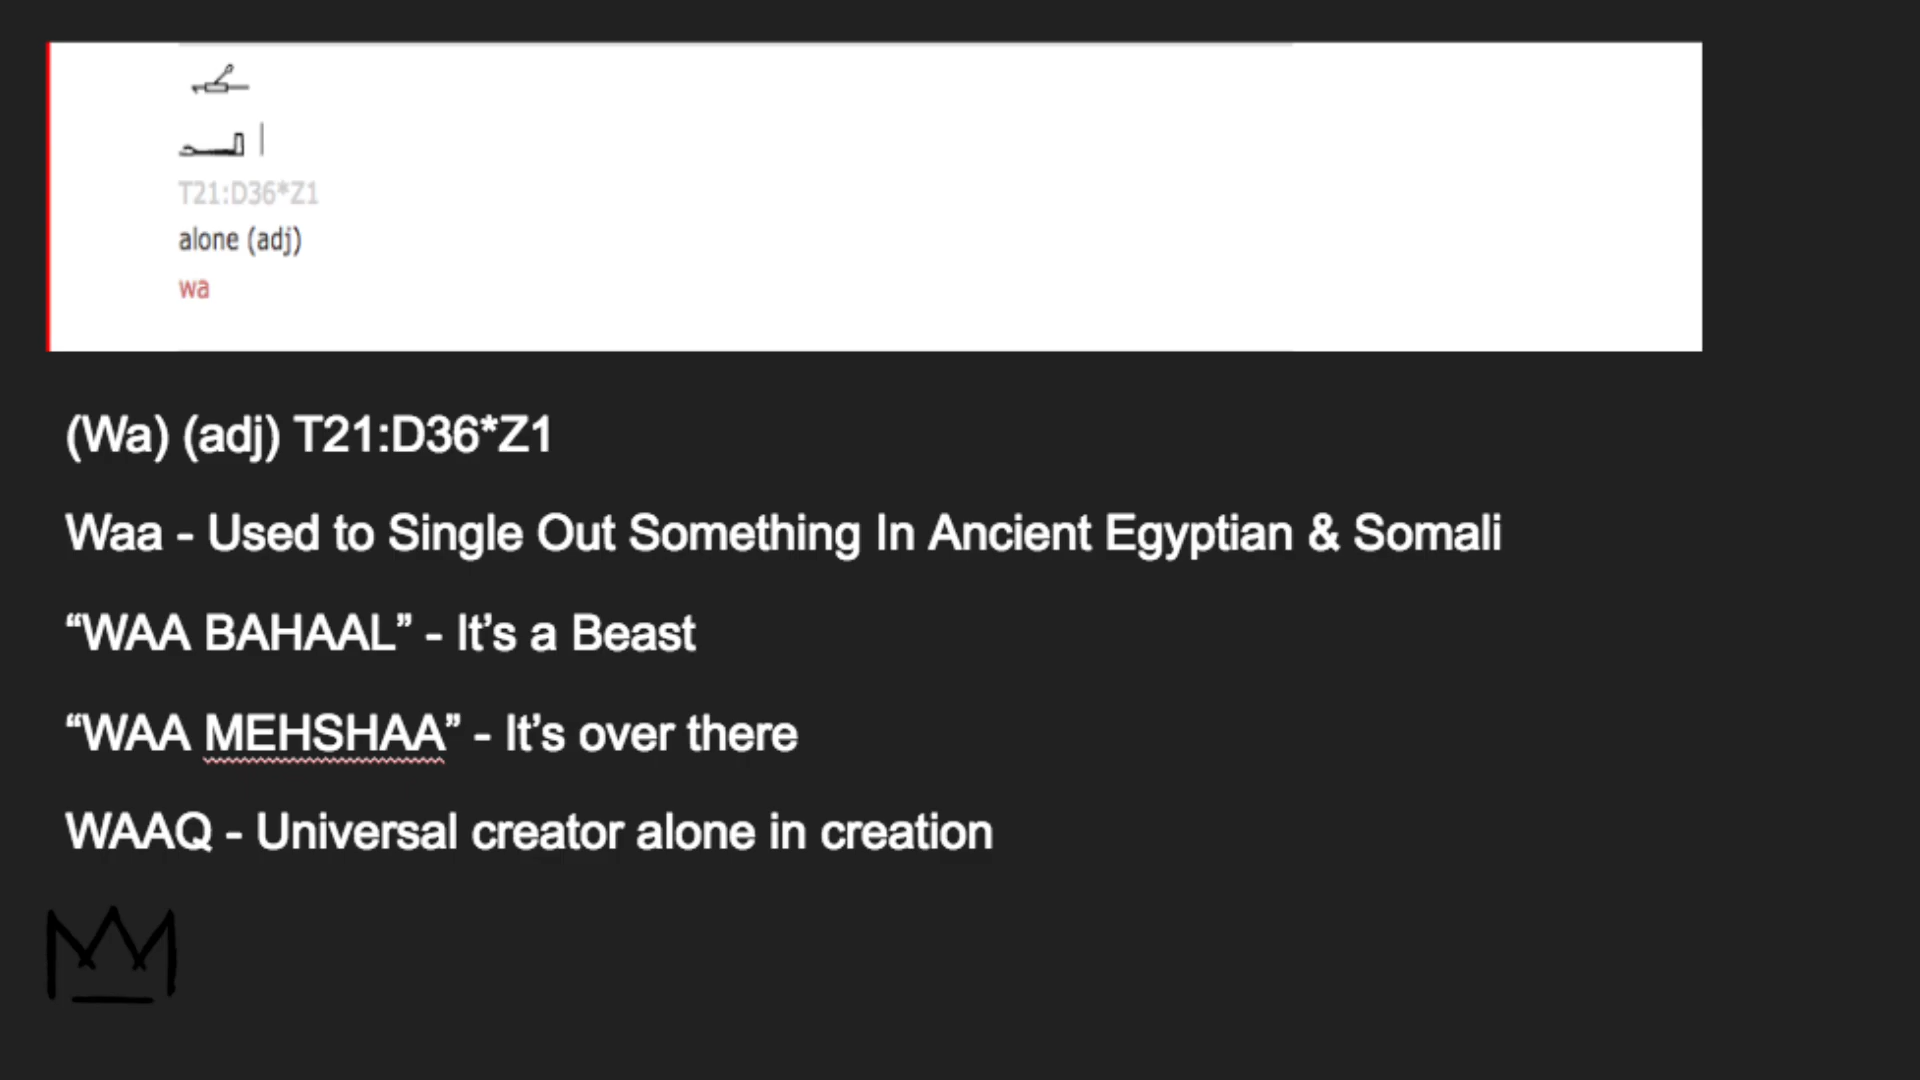 𓌡
𓂝𓏤
T21:D36*Z1
alone (adj)
wa
(Wa) (adj) T21:D36*Z1
Waa - Used to Single Out Something In Ancient Egyptian & Somali
“WAA BAHAAL” - It’s a Beast
“WAA MEHSHAA” - It’s over there
WAAQ - Universal creator alone in creation